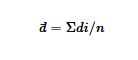 đ = Σdi/n